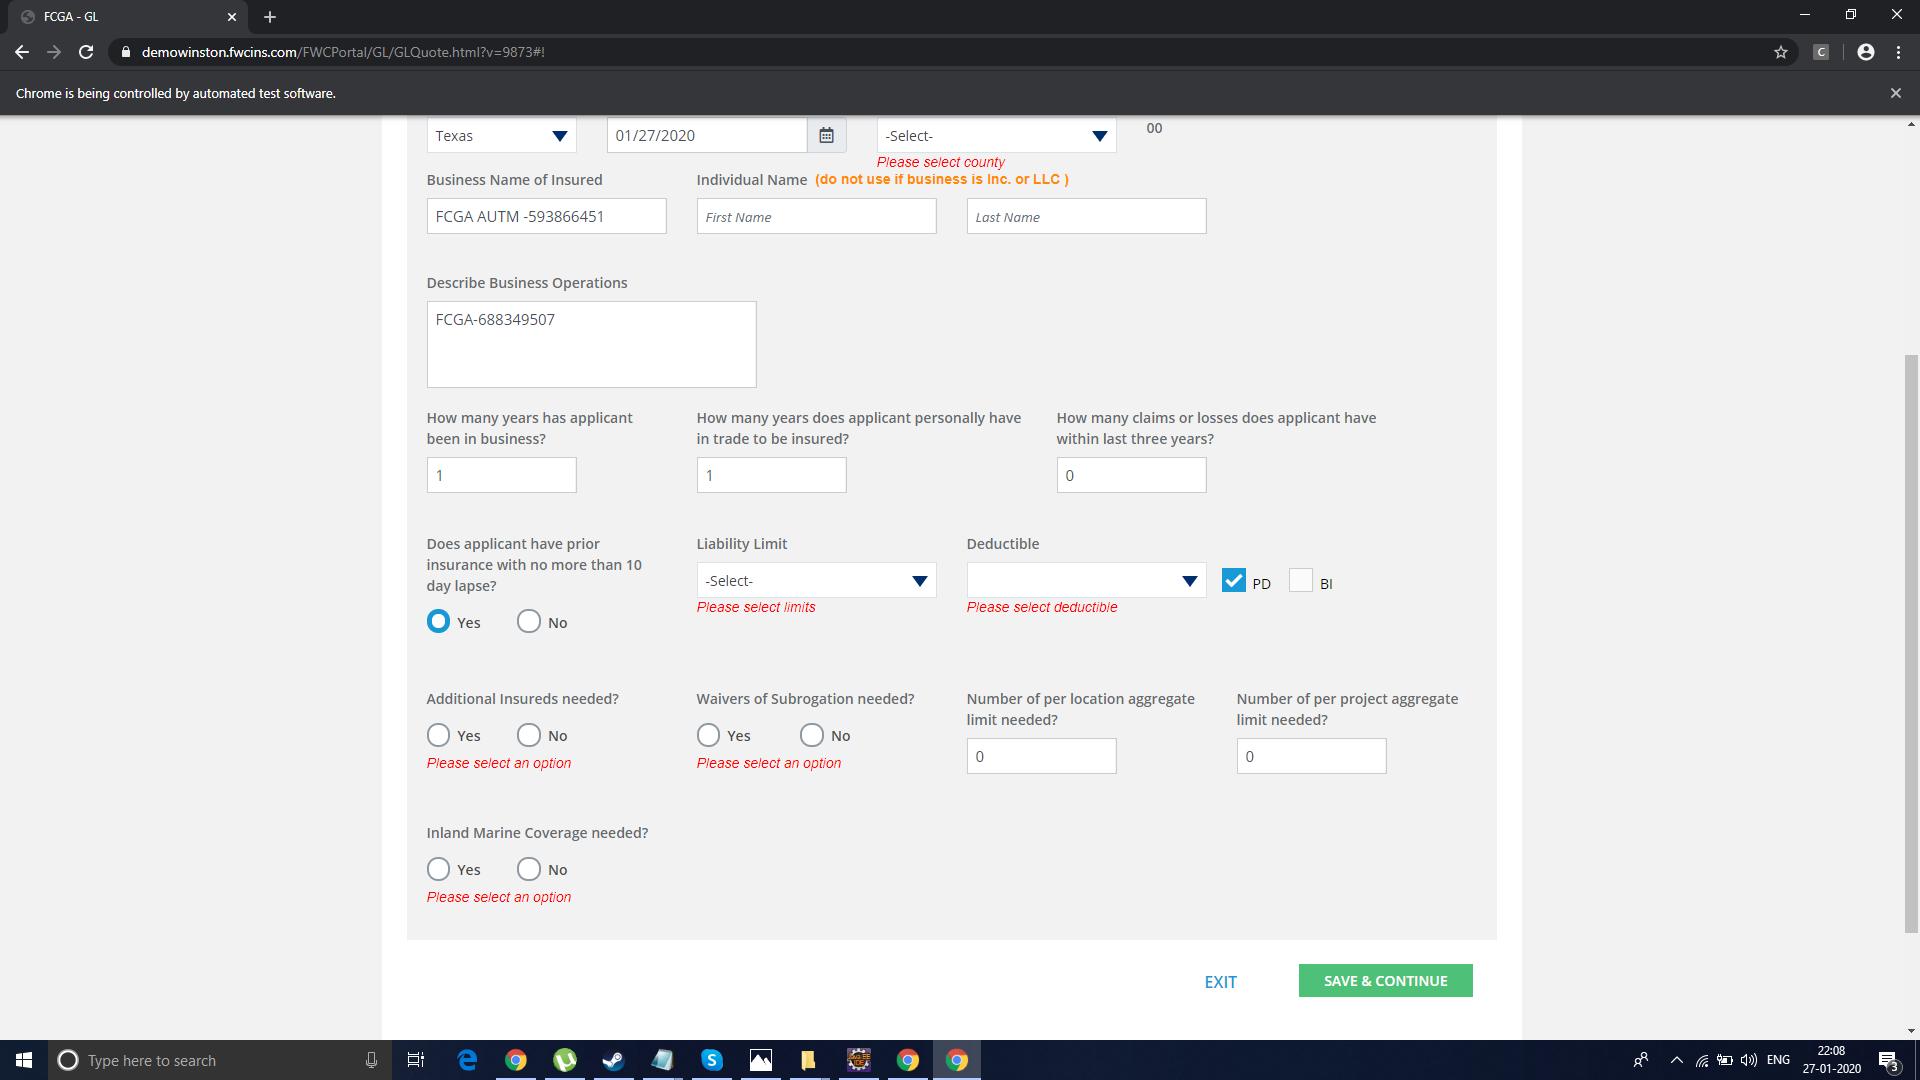 FCGA - GL
demowinston.fwcins.com/FWCPortal/GL/GLQuote.html?v=9873#!
C
Chrome is being controlled by automated test software.
Texas
01/27/2020
-Select-
00
Please select county
Business Name of Insured
Individual Name (do not use if business is Inc. or LLC )
FCGA AUTM -593866451
First Name
Last Name
Describe Business Operations
FCGA-688349507
How many years has applicant
been in business?
How many years does applicant personally have
in trade to be insured?
How many claims or losses does applicant have
within last three years?
1
1
0
Does applicant have prior
insurance with no more than 10
day lapse?
Yes
No
Liability Limit
-Select-
Please select limits
Deductible
PD
BI
Please select deductible
Additional Insureds needed?
Yes
No
Please select an option
Waivers of Subrogation needed?
Yes
No
Please select an option
Number of per location aggregate
limit needed?
0
Number of per project aggregate
limit needed?
0
Inland Marine Coverage needed?
Yes
No
Please select an option
EXIT
SAVE & CONTINUE
Type here to search
ENG
22:08
27-01-2020
3